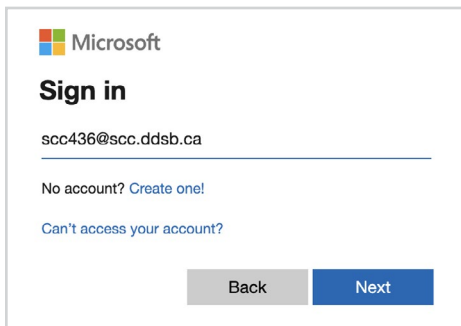 Microsoft
Sign in
scc436@scc.ddsb.ca
No account? Create one!
Can't access your account?
Back Next